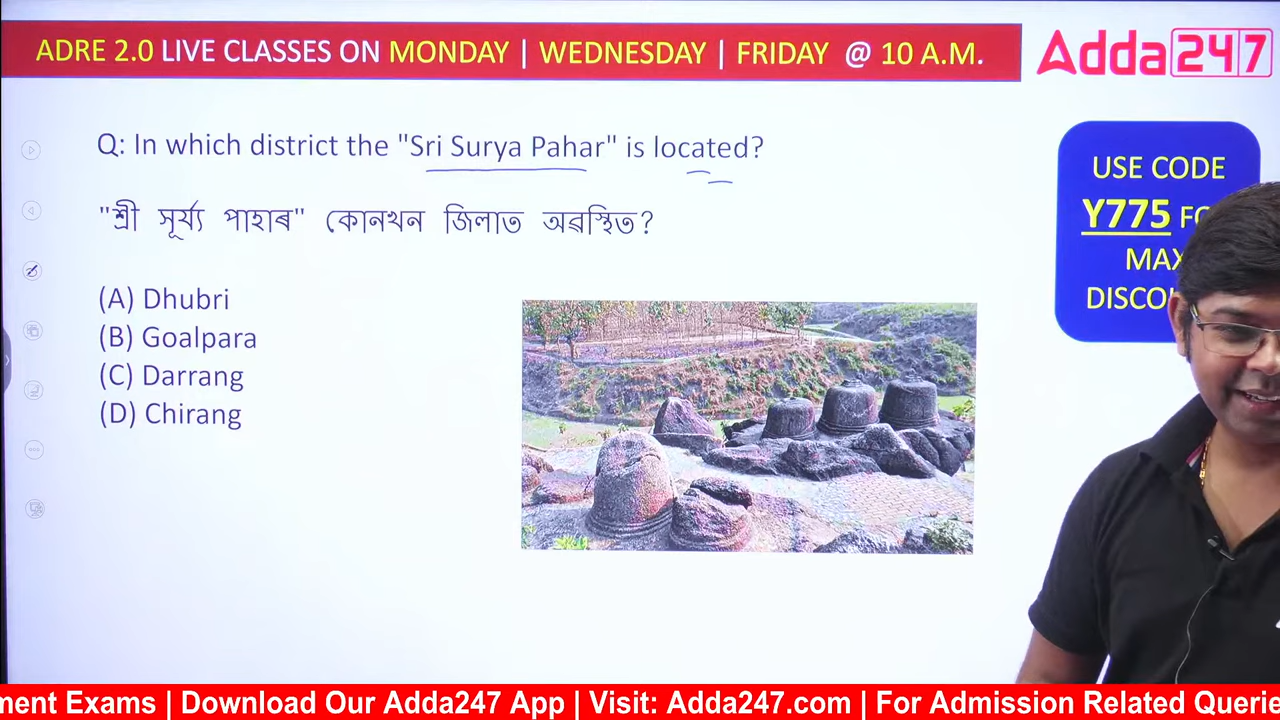 ADRE 2.0 LIVE CLASSES ON MONDAY | WEDNESDAY | FRIDAY @ 10 A.M.
Adda247
Q: In which district the "Sri Surya Pahar" is located?
"শ্ৰী সূৰ্য্য পাহাৰ" কোনখন জিলাত অৱস্থিত?
(A) Dhubri
(B) Goalpara
(C) Darrang
(D) Chirang
USE CODE
Y775
MAX
ment Exams | Download Our Adda247 App | Visit: Adda247.com | For Admission Related Querie